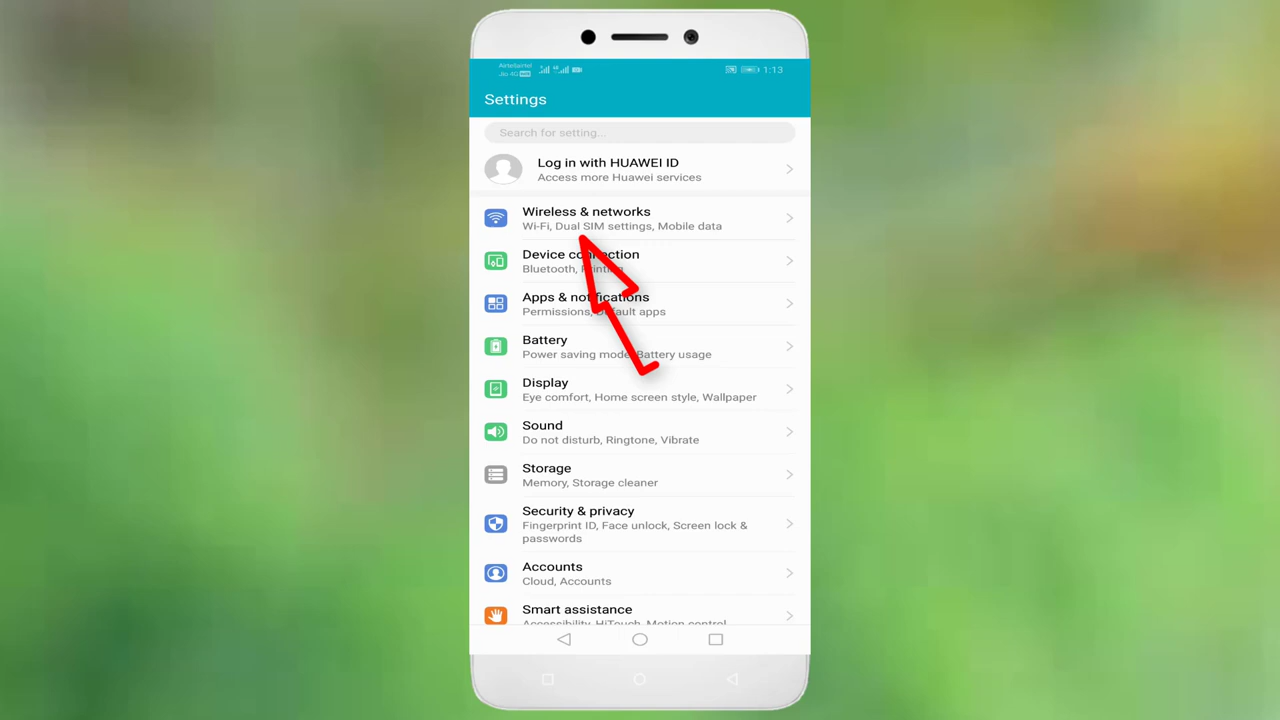 Airtel|airtel
Jio 4G
4G
1:13
Settings
Search for setting...
Log in with HUAWEI ID
Access more Huawei services
Wireless & networks
Wi-Fi, Dual SIM settings, Mobile data
Device connection
Bluetooth, Printing
Apps & notifications
Permissions, Default apps
Battery
Power saving mode, Battery usage
Display
Eye comfort, Home screen style, Wallpaper
Sound
Do not disturb, Ringtone, Vibrate
Storage
Memory, Storage cleaner
Security & privacy
Fingerprint ID, Face unlock, Screen lock &
passwords
Accounts
Cloud, Accounts
Smart assistance
Accessibility, HiTouch, Motion control